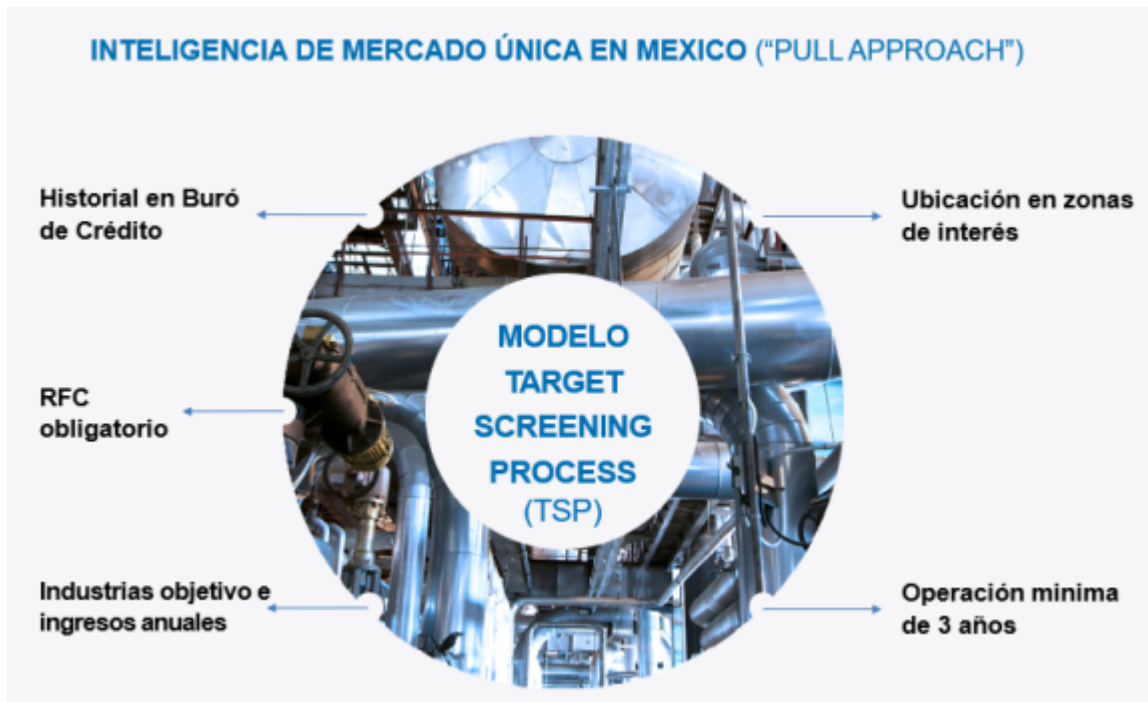 INTELIGENCIA DE MERCADO ÚNICA EN MEXICO (“PULL APPROACH”)
Historial en Buró
de Crédito
Ubicación en zonas
de interés
MODELO
TARGET
SCREENING
PROCESS
(TSP)
RFC
obligatorio
Industrias objetivo e
ingresos anuales
Operación minima
de 3 años